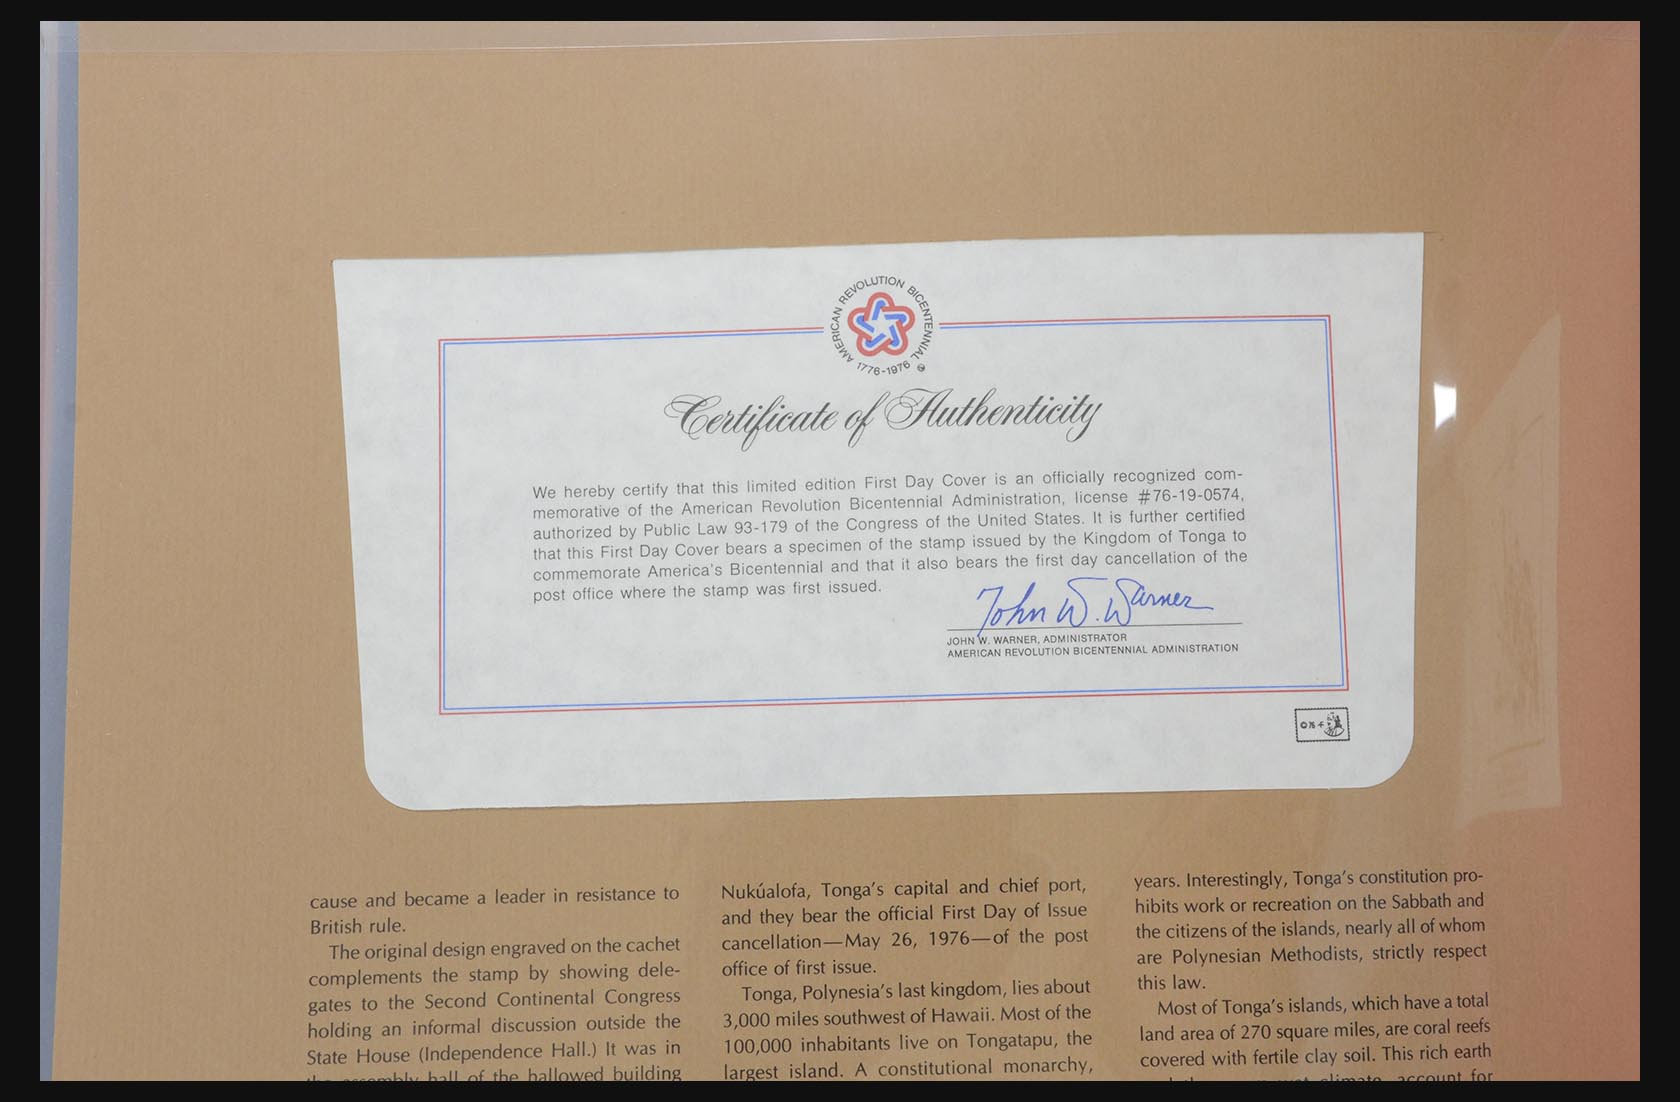 AMERICAN REVOLUTION BICENTENNIAL
1776-1976
Certificate of Authenticity
We hereby certify that this limited edition First Day Cover is an officially recognized com-
memorative of the American Revolution Bicentennial Administration, license #76-19-0574,
authorized by Public Law 93-179 of the Congress of the United States. It is further certified
that this First Day Cover bears a specimen of the stamp issued by the Kingdom of Tonga to
commemorate America's Bicentennial and that it also bears the first day cancellation of the
post office where the stamp was first issued.
John W. Warner
JOHN W. WARNER, ADMINISTRATOR
AMERICAN REVOLUTION BICENTENNIAL ADMINISTRATION
cause and became a leader in resistance to
British rule.
The original design engraved on the cachet
complements the stamp by showing dele-
gates to the Second Continental Congress
holding an informal discussion outside the
State House (Independence Hall.) It was in
the assembly hall of the hallowed building
Nukúalofa, Tonga's capital and chief port,
and they bear the official First Day of Issue
cancellation—May 26, 1976—of the post
office of first issue.
Tonga, Polynesia's last kingdom, lies about
3,000 miles southwest of Hawaii. Most of the
100,000 inhabitants live on Tongatapu, the
largest island. A constitutional monarchy,
years. Interestingly, Tonga's constitution pro-
hibits work or recreation on the Sabbath and
the citizens of the islands, nearly all of whom
are Polynesian Methodists, strictly respect
this law.
Most of Tonga's islands, which have a total
land area of 270 square miles, are coral reefs
covered with fertile clay soil. This rich earth
climate, account for